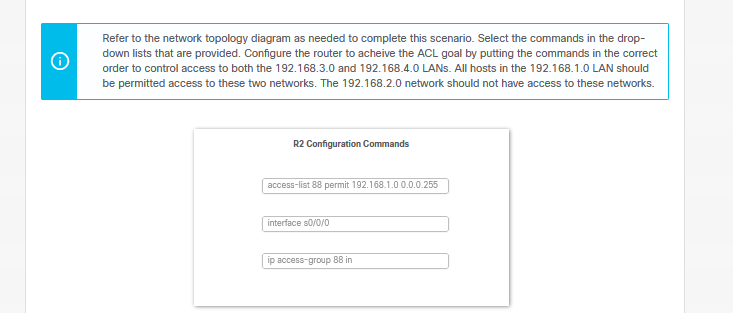 Refer to the network topology diagram as needed to complete this scenario. Select the commands in the drop-
down lists that are provided. Configure the router to acheive the ACL goal by putting the commands in the correct
order to control access to both the 192.168.3.0 and 192.168.4.0 LANs. All hosts in the 192.168.1.0 LAN should
be permitted access to these two networks. The 192.168.2.0 network should not have access to these networks.
R2 Configuration Commands
access-list 88 permit 192.168.1.0 0.0.0.255
interface s0/0/0
ip access-group 88 in